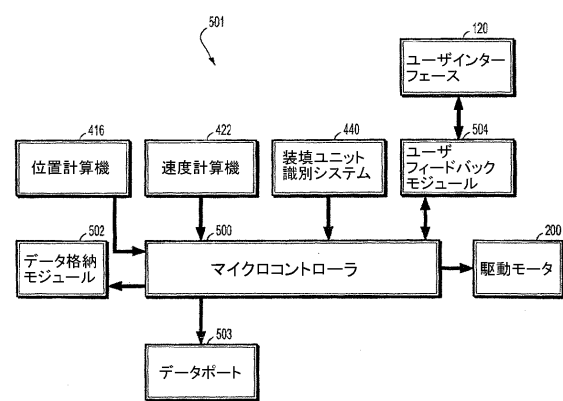 501
120
ユーザインター
フェース
416
位置計算機
422
速度計算機
440
装填ユニット
識別システム
504
ユーザ
フィードバック
モジュール
502
データ格納
モジュール
500
マイクロコントローラ
200
駆動モータ
503
データポート